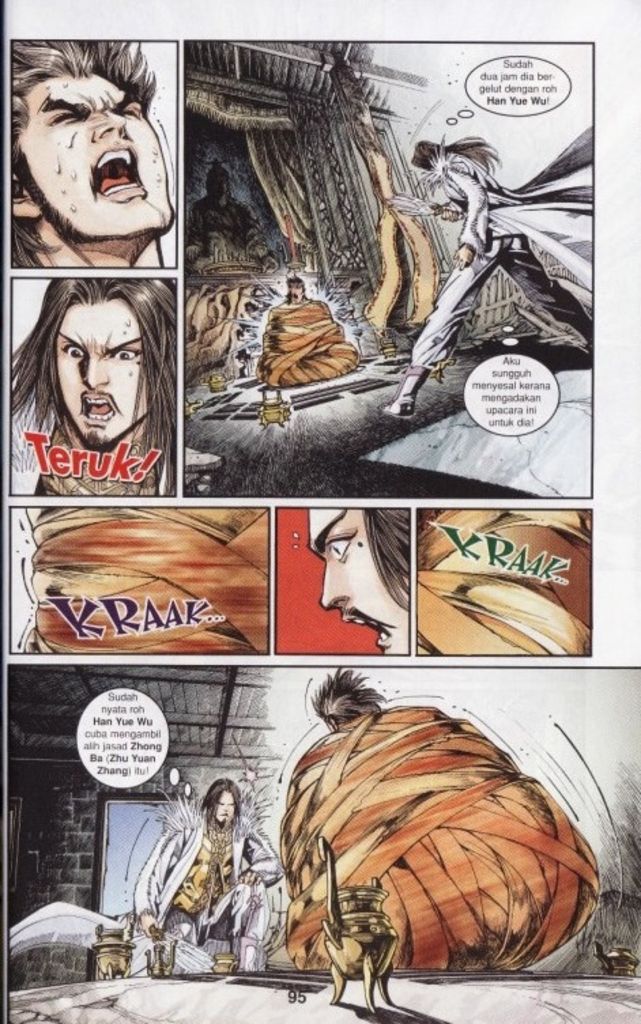 Sudah
dua jam dia ber-
gelut dengan roh
Han Yue Wu!
Aku
sungguh
menyesal kerana
mengadakan
upacara ini
untuk dia!
Teruk!
KRAAK...
KRAAK...
Sudah
nyata roh
Han Yue Wu
cuba mengambil
alih jasad Zhong
Ba (Zhu Yuan
Zhang) itu!
95